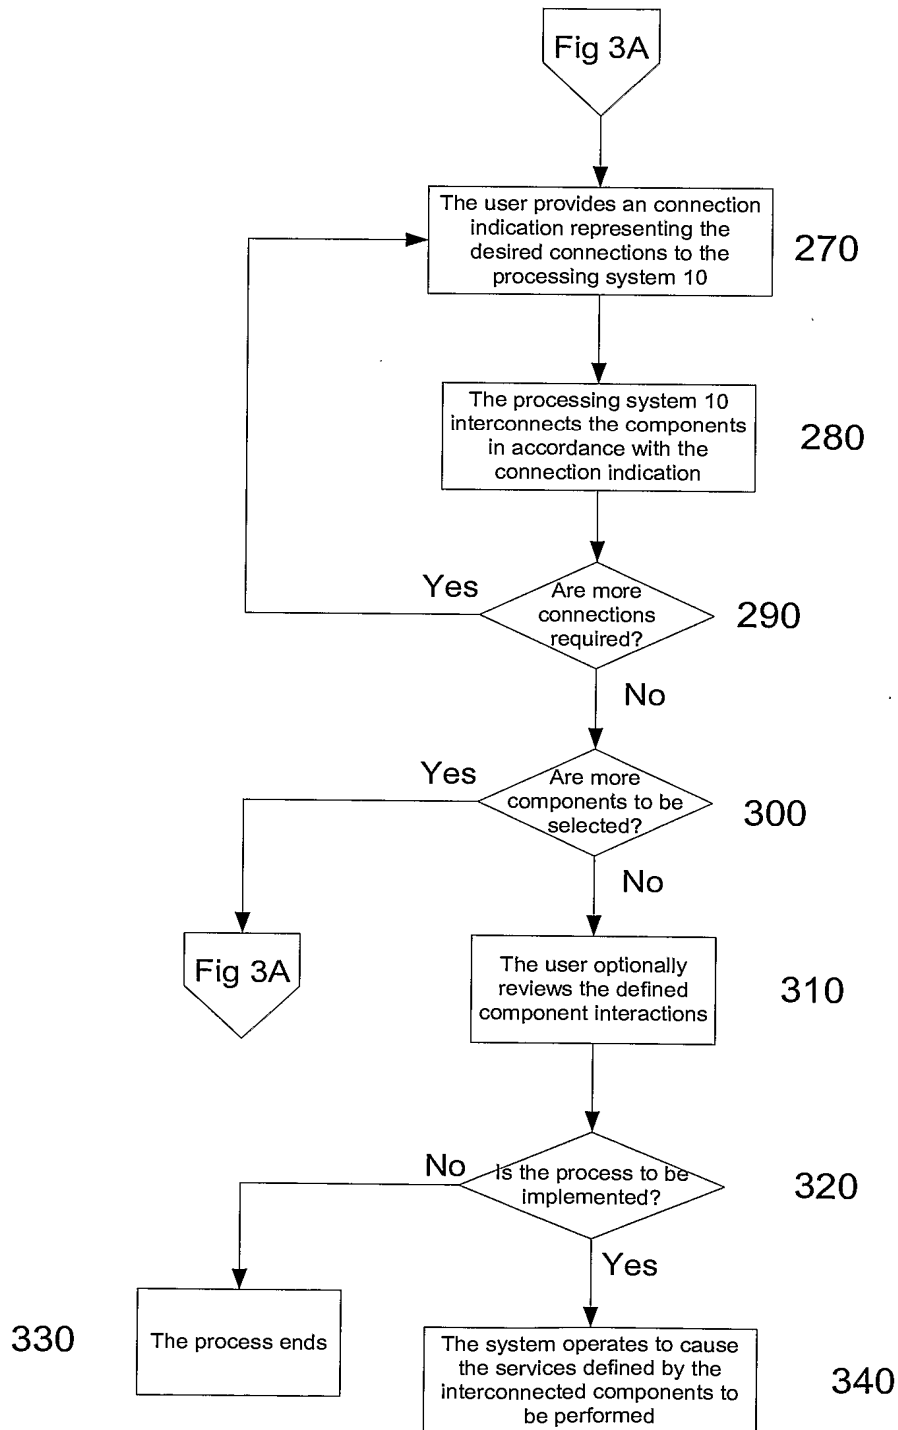 Fig 3A
The user provides an connection
indication representing the
desired connections to the
processing system 10
270
The processing system 10
interconnects the components
in accordance with the
connection indication
280
Yes
Are more
connections
required?
290
No
Yes
Are more
components to be
selected?
300
No
Fig 3A
The user optionally
reviews the defined
component interactions
310
No
Is the process to be
implemented?
320
Yes
330
The process ends
The system operates to cause
the services defined by the
interconnected components to
be performed
340